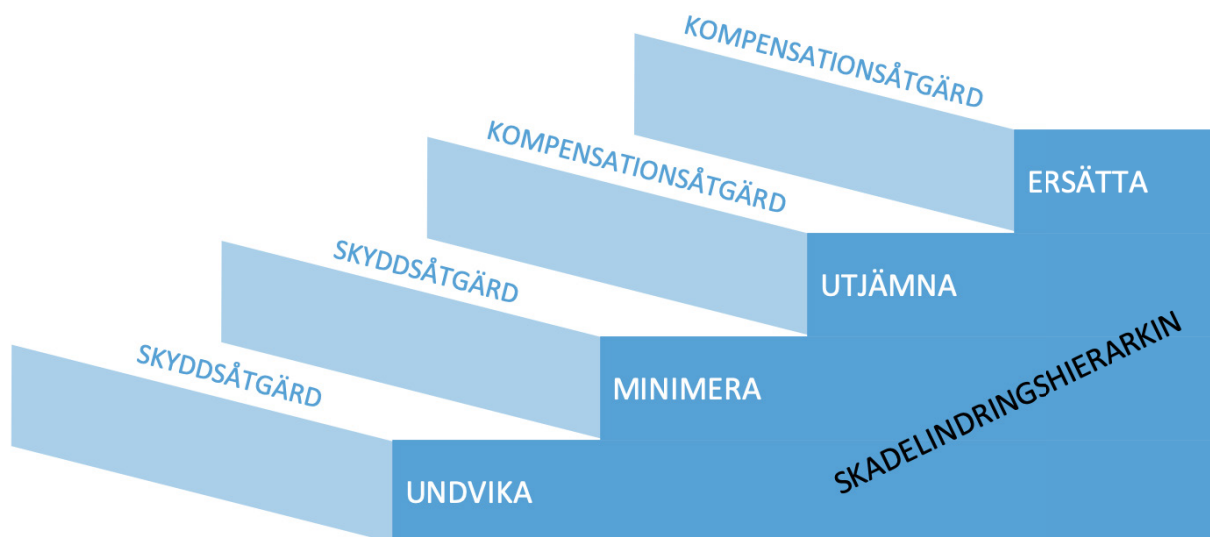 KOMPENSATIONSÅTGÄRD
ERSÄTTA
KOMPENSATIONSÅTGÄRD
UTJÄMNA
SKYDDSÅTGÄRD
MINIMERA
SKYDDSÅTGÄRD
UNDVIKA
SKADELINDRINGSHIERARKIN